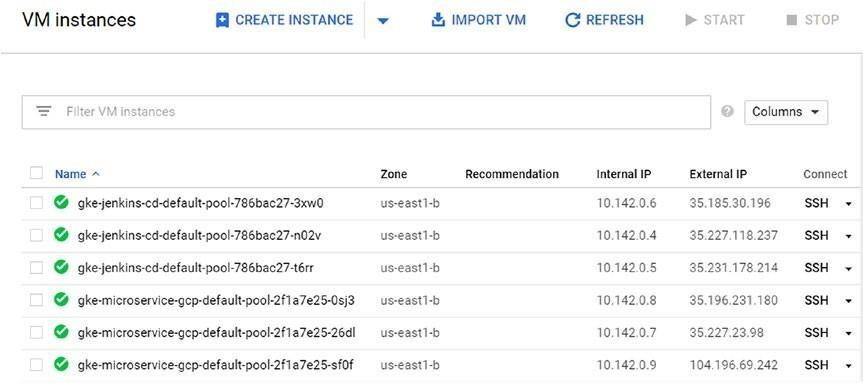 VM instances CREATE INSTANCE IMPORT VM REFRESH START STOP
Filter VM instances ? Columns
Name Zone Recommendation Internal IP External IP Connect
gke-jenkins-cd-default-pool-786bac27-3xw0 us-east1-b 10.142.0.6 35.185.30.196 SSH
gke-jenkins-cd-default-pool-786bac27-n02v us-east1-b 10.142.0.4 35.227.118.237 SSH
gke-jenkins-cd-default-pool-786bac27-t6rr us-east1-b 10.142.0.5 35.231.178.214 SSH
gke-microservice-gcp-default-pool-2f1a7e25-0sj3 us-east1-b 10.142.0.8 35.196.231.180 SSH
gke-microservice-gcp-default-pool-2f1a7e25-26dl us-east1-b 10.142.0.7 35.227.23.98 SSH
gke-microservice-gcp-default-pool-2f1a7e25-sf0f us-east1-b 10.142.0.9 104.196.69.242 SSH